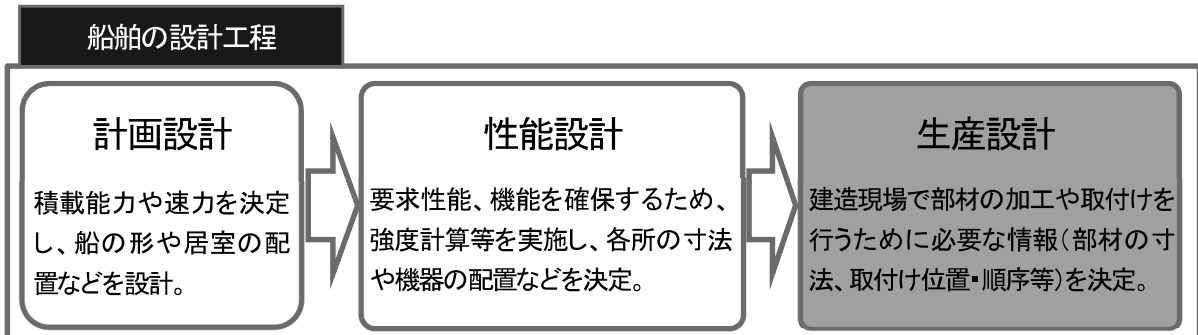 船舶の設計工程
計画設計
積載能力や速力を決定
し、船の形や居室の配
置などを設計。
性能設計
要求性能、機能を確保するため、
強度計算等を実施し、各所の寸法
や機器の配置などを決定。
生産設計
建造現場で部材の加工や取付けを
行うために必要な情報(部材の寸
法、取付け位置・順序等)を決定。